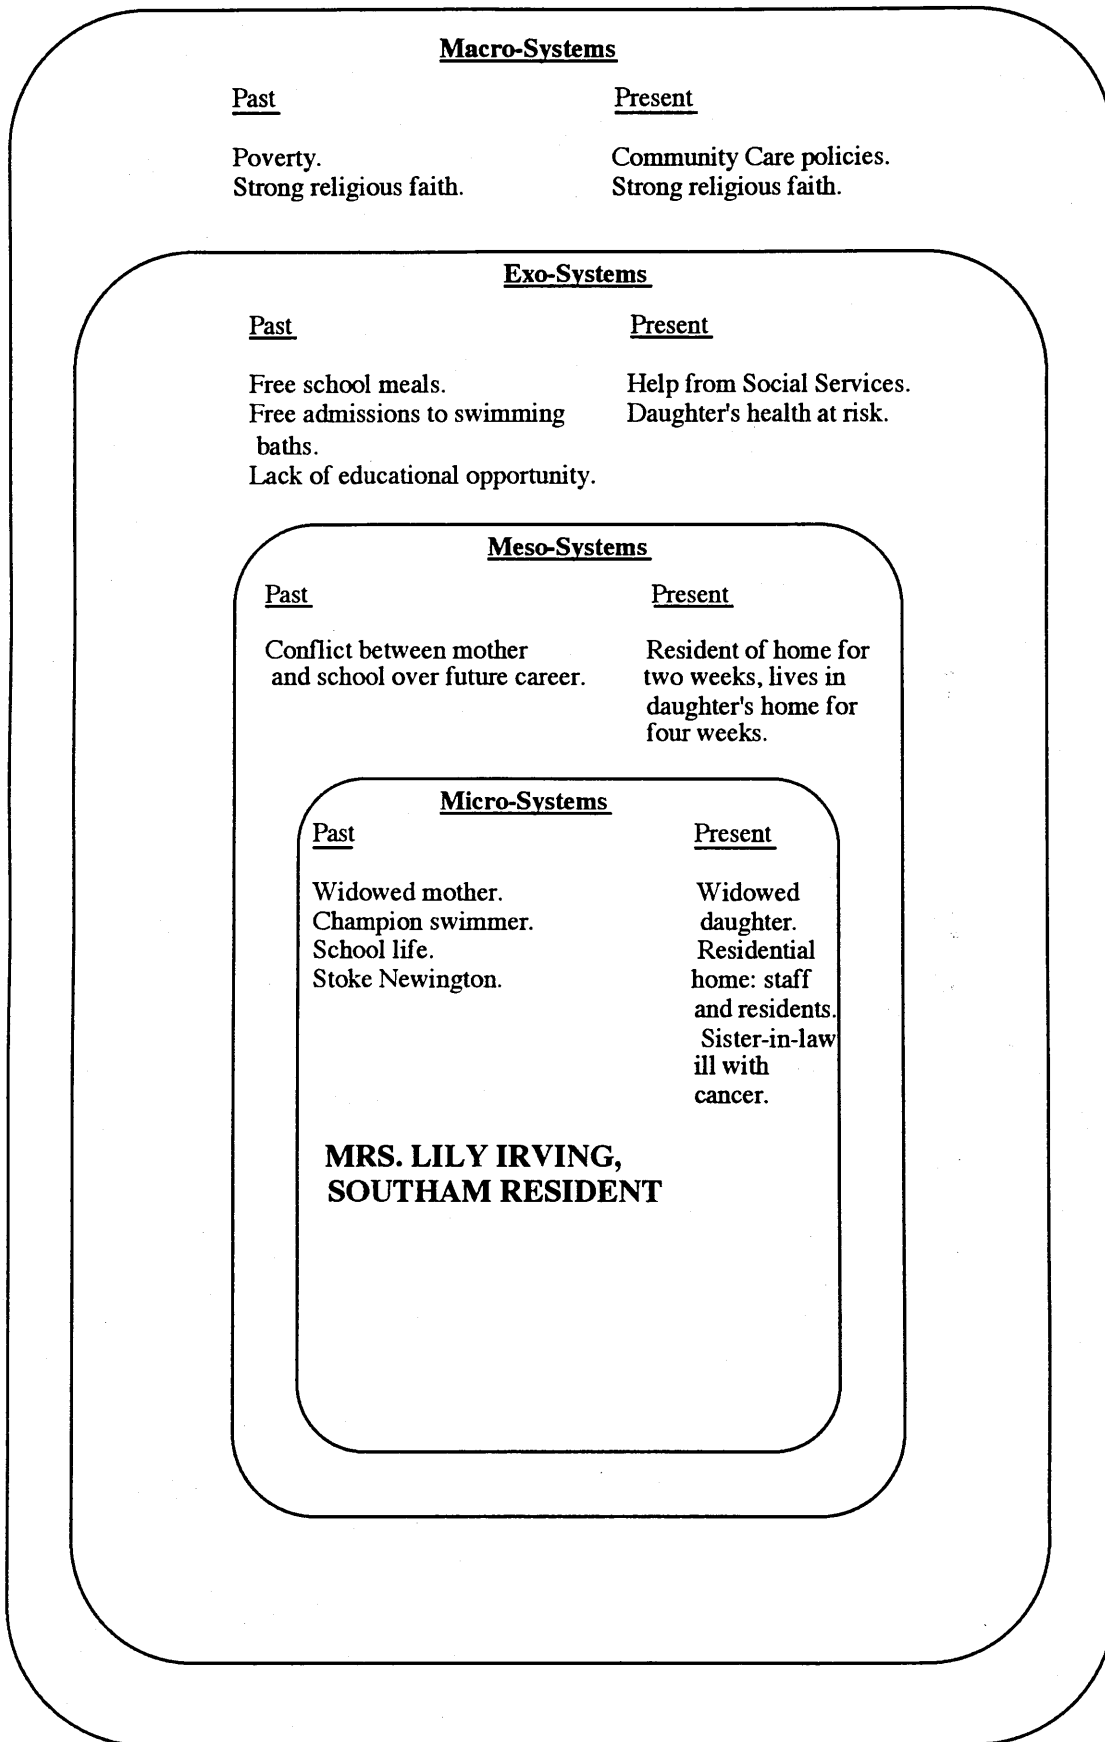 Macro-Systems
Past Present
Poverty. Community Care policies.
Strong religious faith. Strong religious faith.
Exo-Systems
Past Present
Free school meals. Help from Social Services.
Free admissions to swimming Daughter's health at risk.
baths.
Lack of educational opportunity.
Meso-Systems
Past Present
Conflict between mother Resident of home for
and school over future career. two weeks, lives in
daughter's home for
four weeks.
Micro-Systems
Past Present
Widowed mother. Widowed
Champion swimmer. daughter.
School life. Residential
Stoke Newington. home: staff
and residents.
Sister-in-law
ill with
cancer.
MRS. LILY IRVING,
SOUTHAM RESIDENT